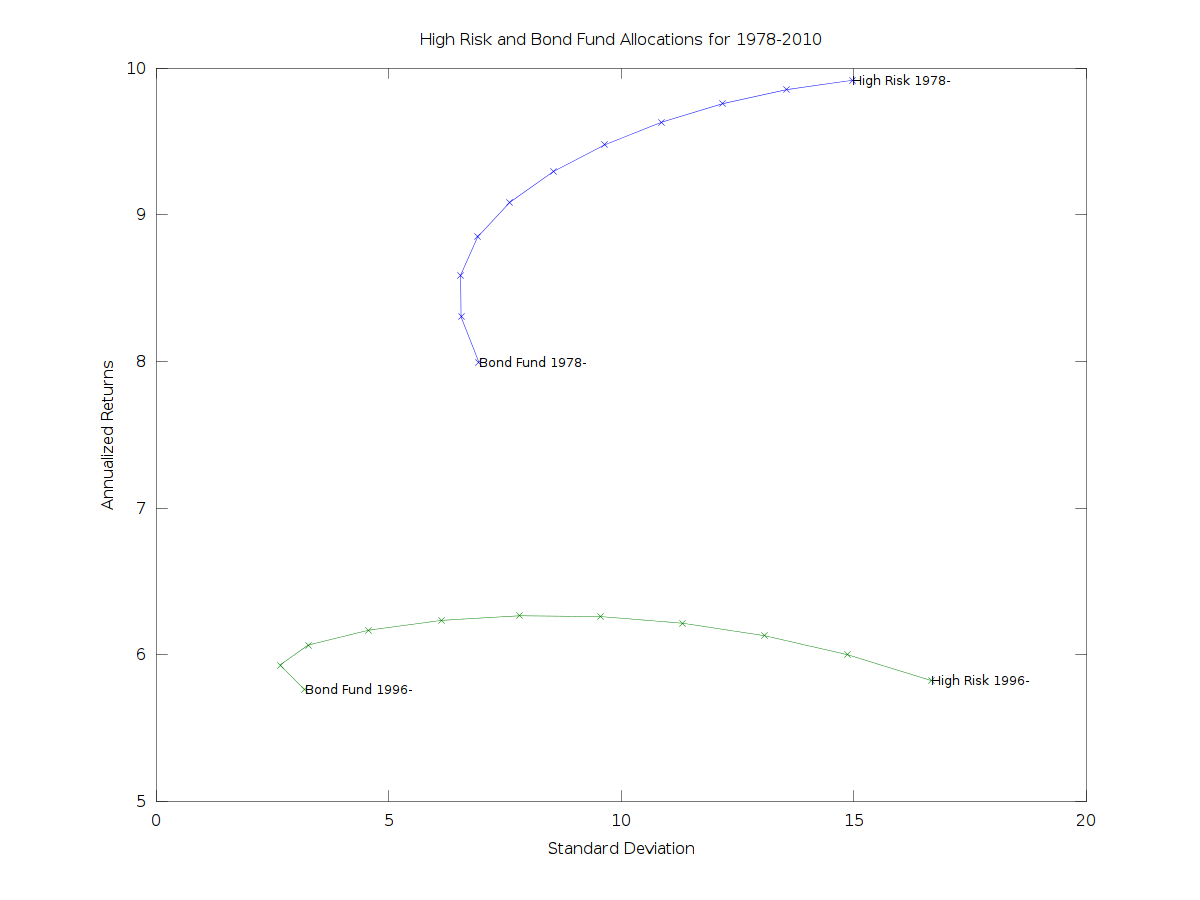 High Risk and Bond Fund Allocations for 1978-2010
10
High Risk 1978-
9
8
Bond Fund 1978-
Annualized Returns
7
6
High Risk 1996-
Bond Fund 1996-
5
0 5 10 15 20
Standard Deviation